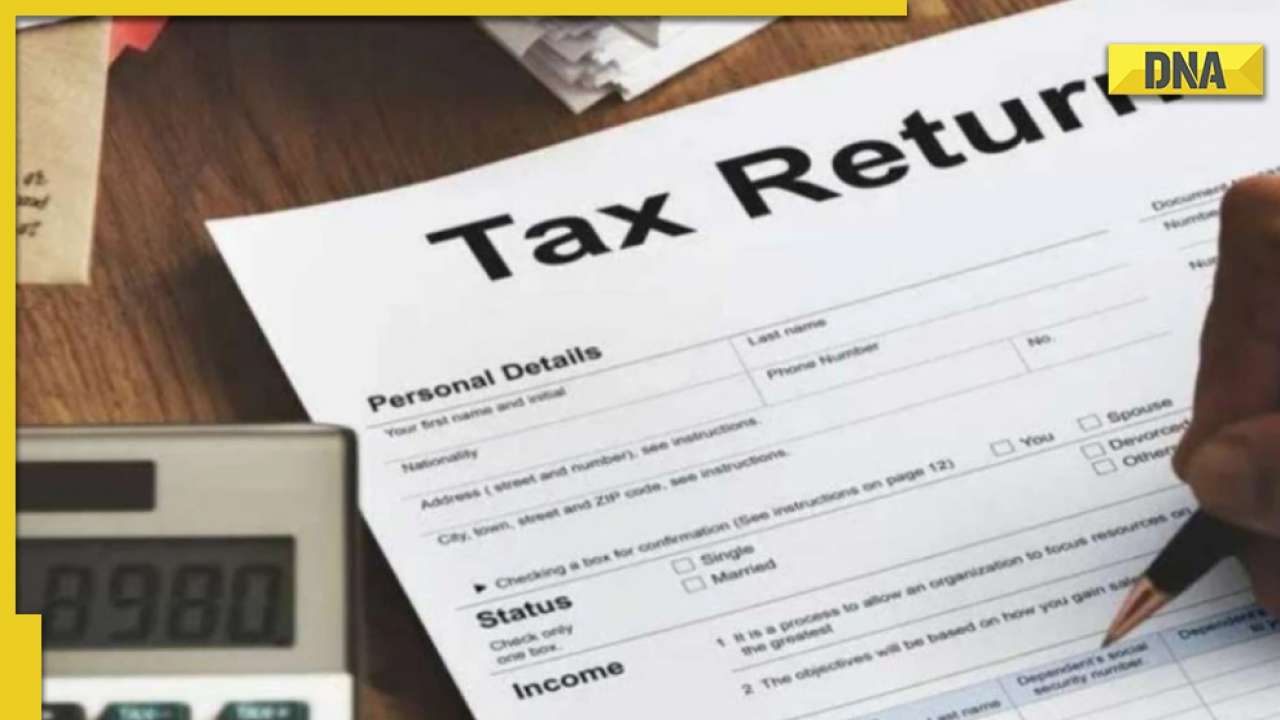 DNA
Tax Return
Document
Number
Personal Details
Last name
Your first name and initial
Phone Number
No.
Nationality
Address ( street and number), see instructions.
City, town, street and ZIP code, see instructions.
You
Spouse
Devorced
Other
Checking a box for confirmation (See instructions on page 12)
Single
Married
Status
Check only
one box.
1 It is a process to allow an organization to focus resources on
the greatest
2 The objectives will be based on how you gain
Income
Dependent's social
security number
Dependent's
Last name
8980
TAX-
TAX+